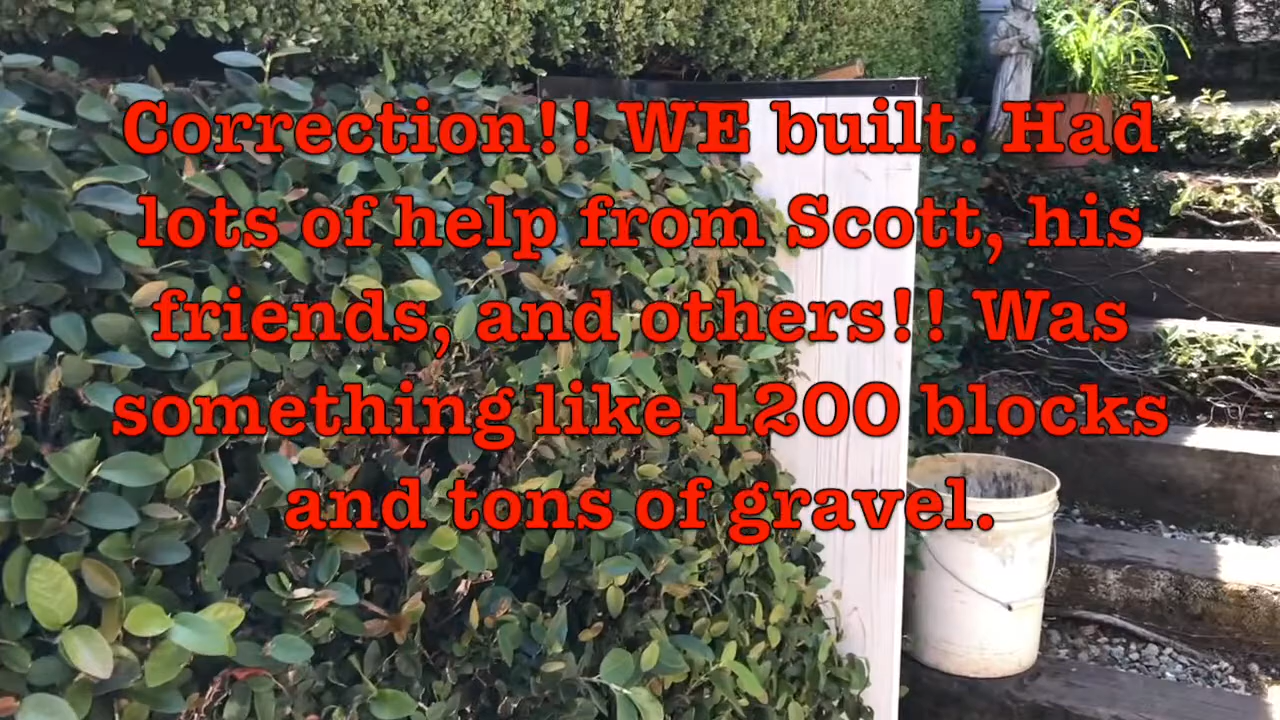 Correction!! WE built. Had
lots of help from Scott, his
friends, and others!! Was
something like 1200 blocks
and tons of gravel.